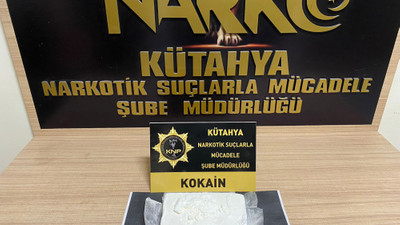 NARKO
KÜTAHYA
NARKOTİK SUÇLARLA MÜCADELE
ŞUBE MÜDÜRLÜĞÜ
KÜTAHYA
NARKOTİK SUÇLARLA
MÜCADELE
ŞUBE MÜDÜRLÜĞÜ
KOKAİN